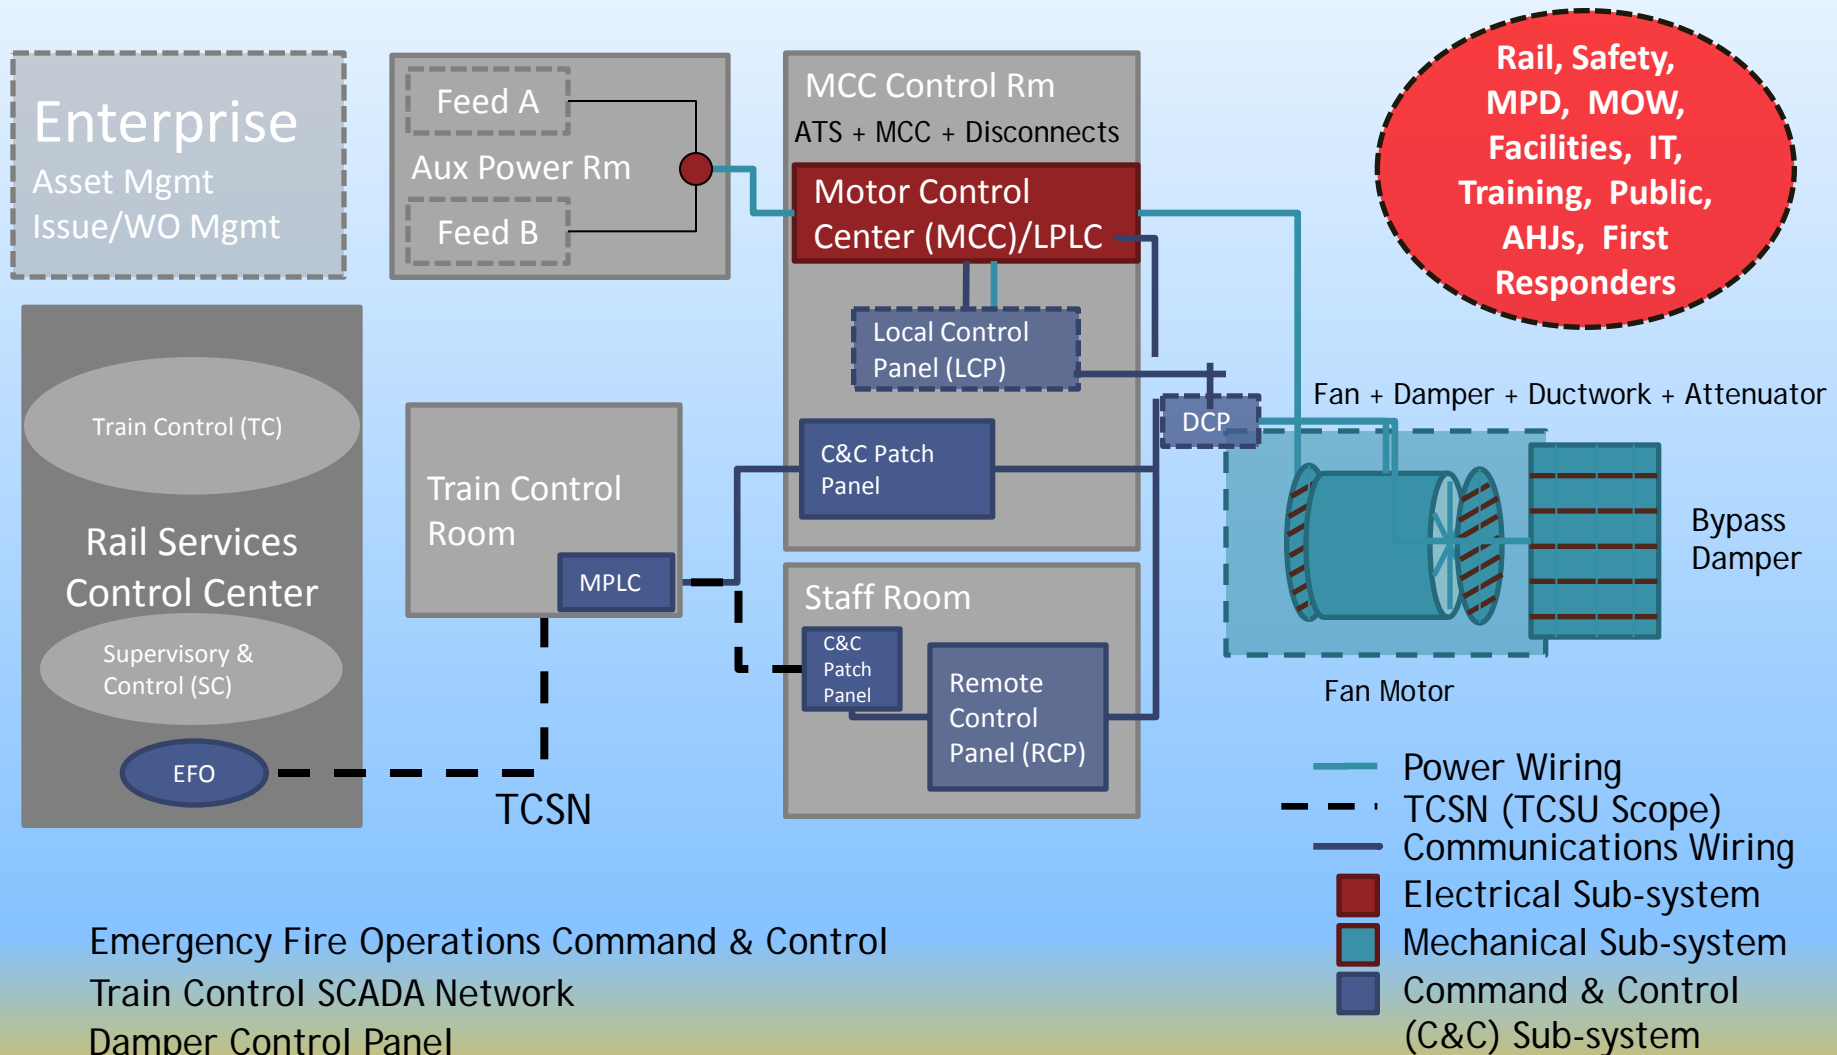 Enterprise
Asset Mgmt
Issue/WO Mgmt
Feed A
Aux Power Rm
Feed B
MCC Control Rm
ATS + MCC + Disconnects
Motor Control
Center (MCC)/LPLC
Local Control
Panel (LCP)
C&C Patch
Panel
Rail, Safety,
MPD, MOW,
Facilities, IT,
Training, Public,
AHJs, First
Responders
Train Control (TC)
Rail Services
Control Center
Supervisory &
Control (SC)
EFO
TCSN
Train Control
Room
MPLC
Staff Room
C&C
Patch
Panel
Remote
Control
Panel (RCP)
DCP
Fan + Damper + Ductwork + Attenuator
Bypass
Damper
Fan Motor
Power Wiring
TCSN (TCSU Scope)
Communications Wiring
Electrical Sub-system
Mechanical Sub-system
Command & Control
(C&C) Sub-system
Emergency Fire Operations Command & Control
Train Control SCADA Network
Damper Control Panel